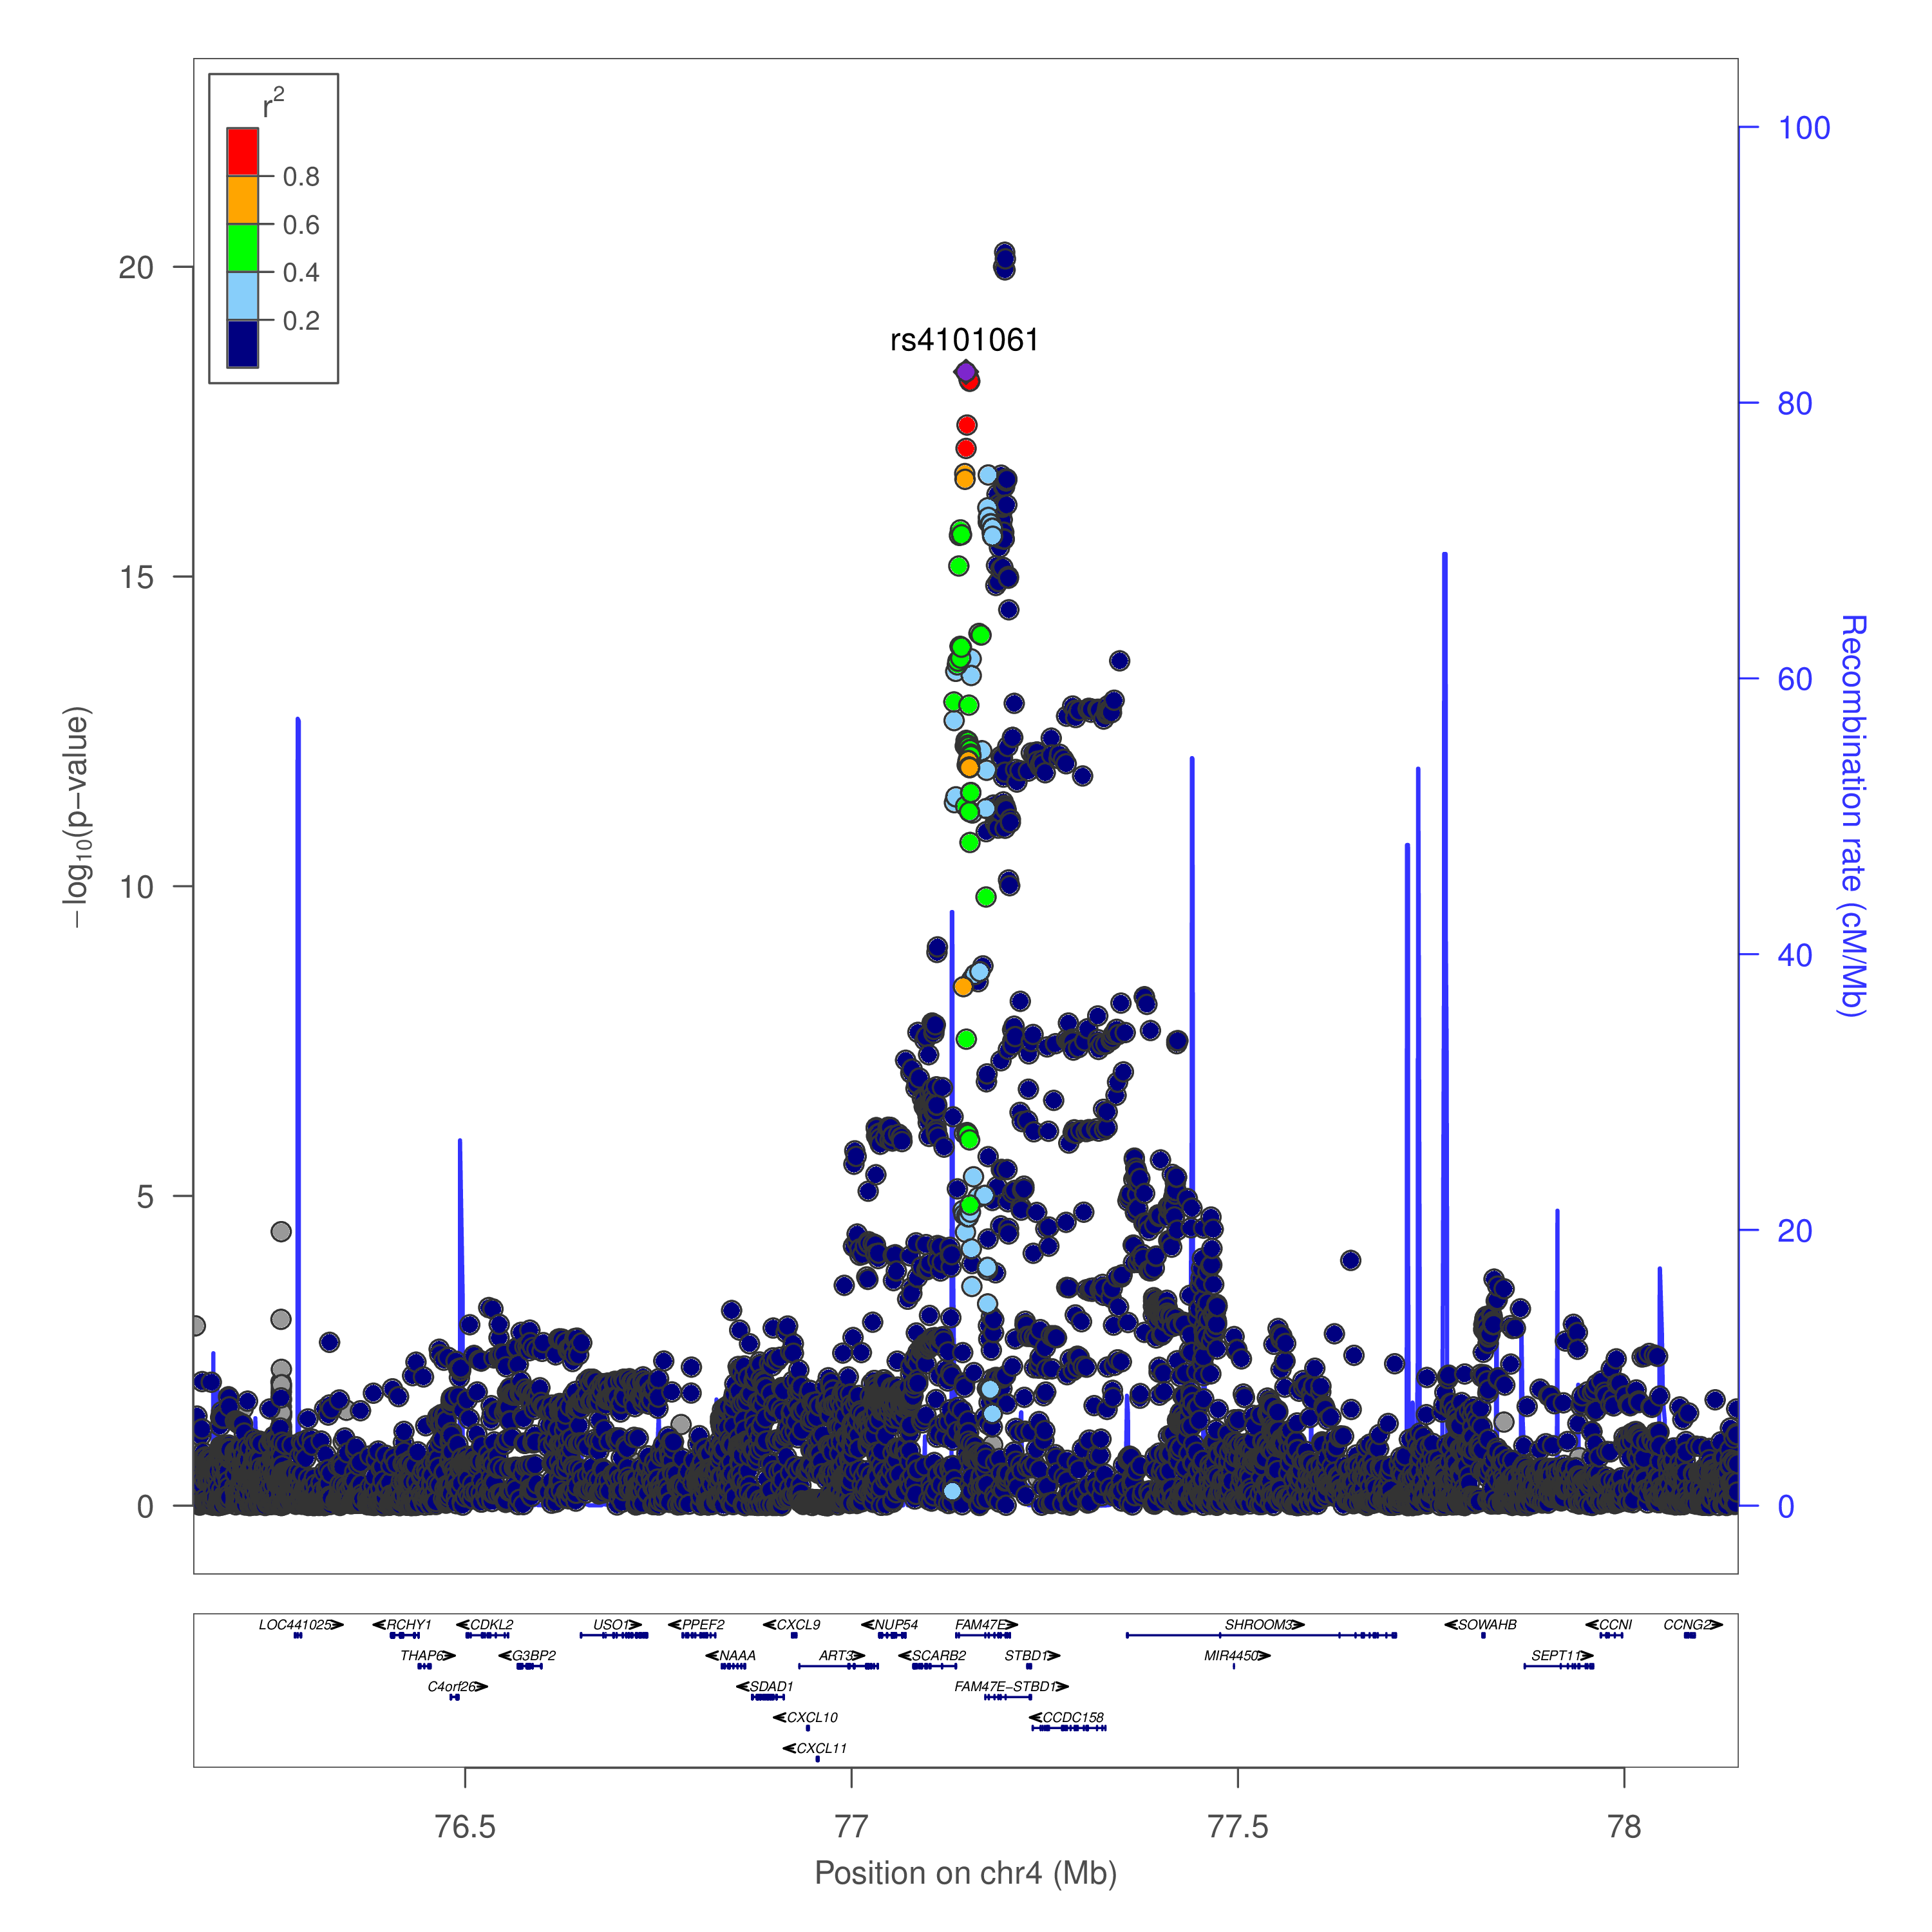 r2
0.8
0.6
0.4
0.2
rs4101061
0
5
10
15
20
−log10(p−value)
0
20
40
60
80
100
Recombination rate (cM/Mb)
LOC441025 RCHY1 CDKL2 USO1 PPEF2 CXCL9 NUP54 FAM47E SHROOM3 SOWAHB CCNI CCNG2
THAP6 G3BP2 NAAA ART3 SCARB2 STBD1 MIR4450 SEPT11
C4orf26 SDAD1 FAM47E−STBD1
CXCL10 CCDC158
CXCL11
76.5 77 77.5 78
Position on chr4 (Mb)